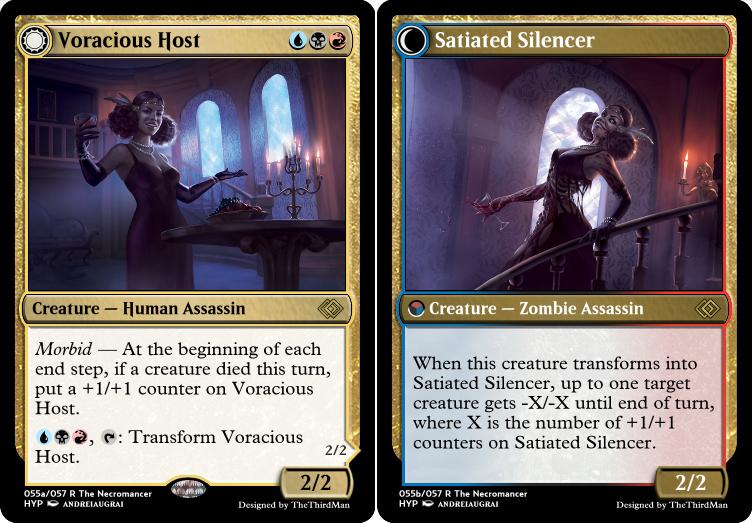 Voracious Host
Creature — Human Assassin
Morbid — At the beginning of each
end step, if a creature died this turn,
put a +1/+1 counter on Voracious
Host.
, : Transform Voracious
Host.
2/2
2/2
055a/057 R The Necromancer
HYP ANDREIAUGRAI
Designed by TheThirdMan
Satiated Silencer
Creature — Zombie Assassin
When this creature transforms into
Satiated Silencer, up to one target
creature gets -X/-X until end of turn,
where X is the number of +1/+1
counters on Satiated Silencer.
2/2
055b/057 R The Necromancer
HYP ANDREIAUGRAI
Designed by TheThirdMan